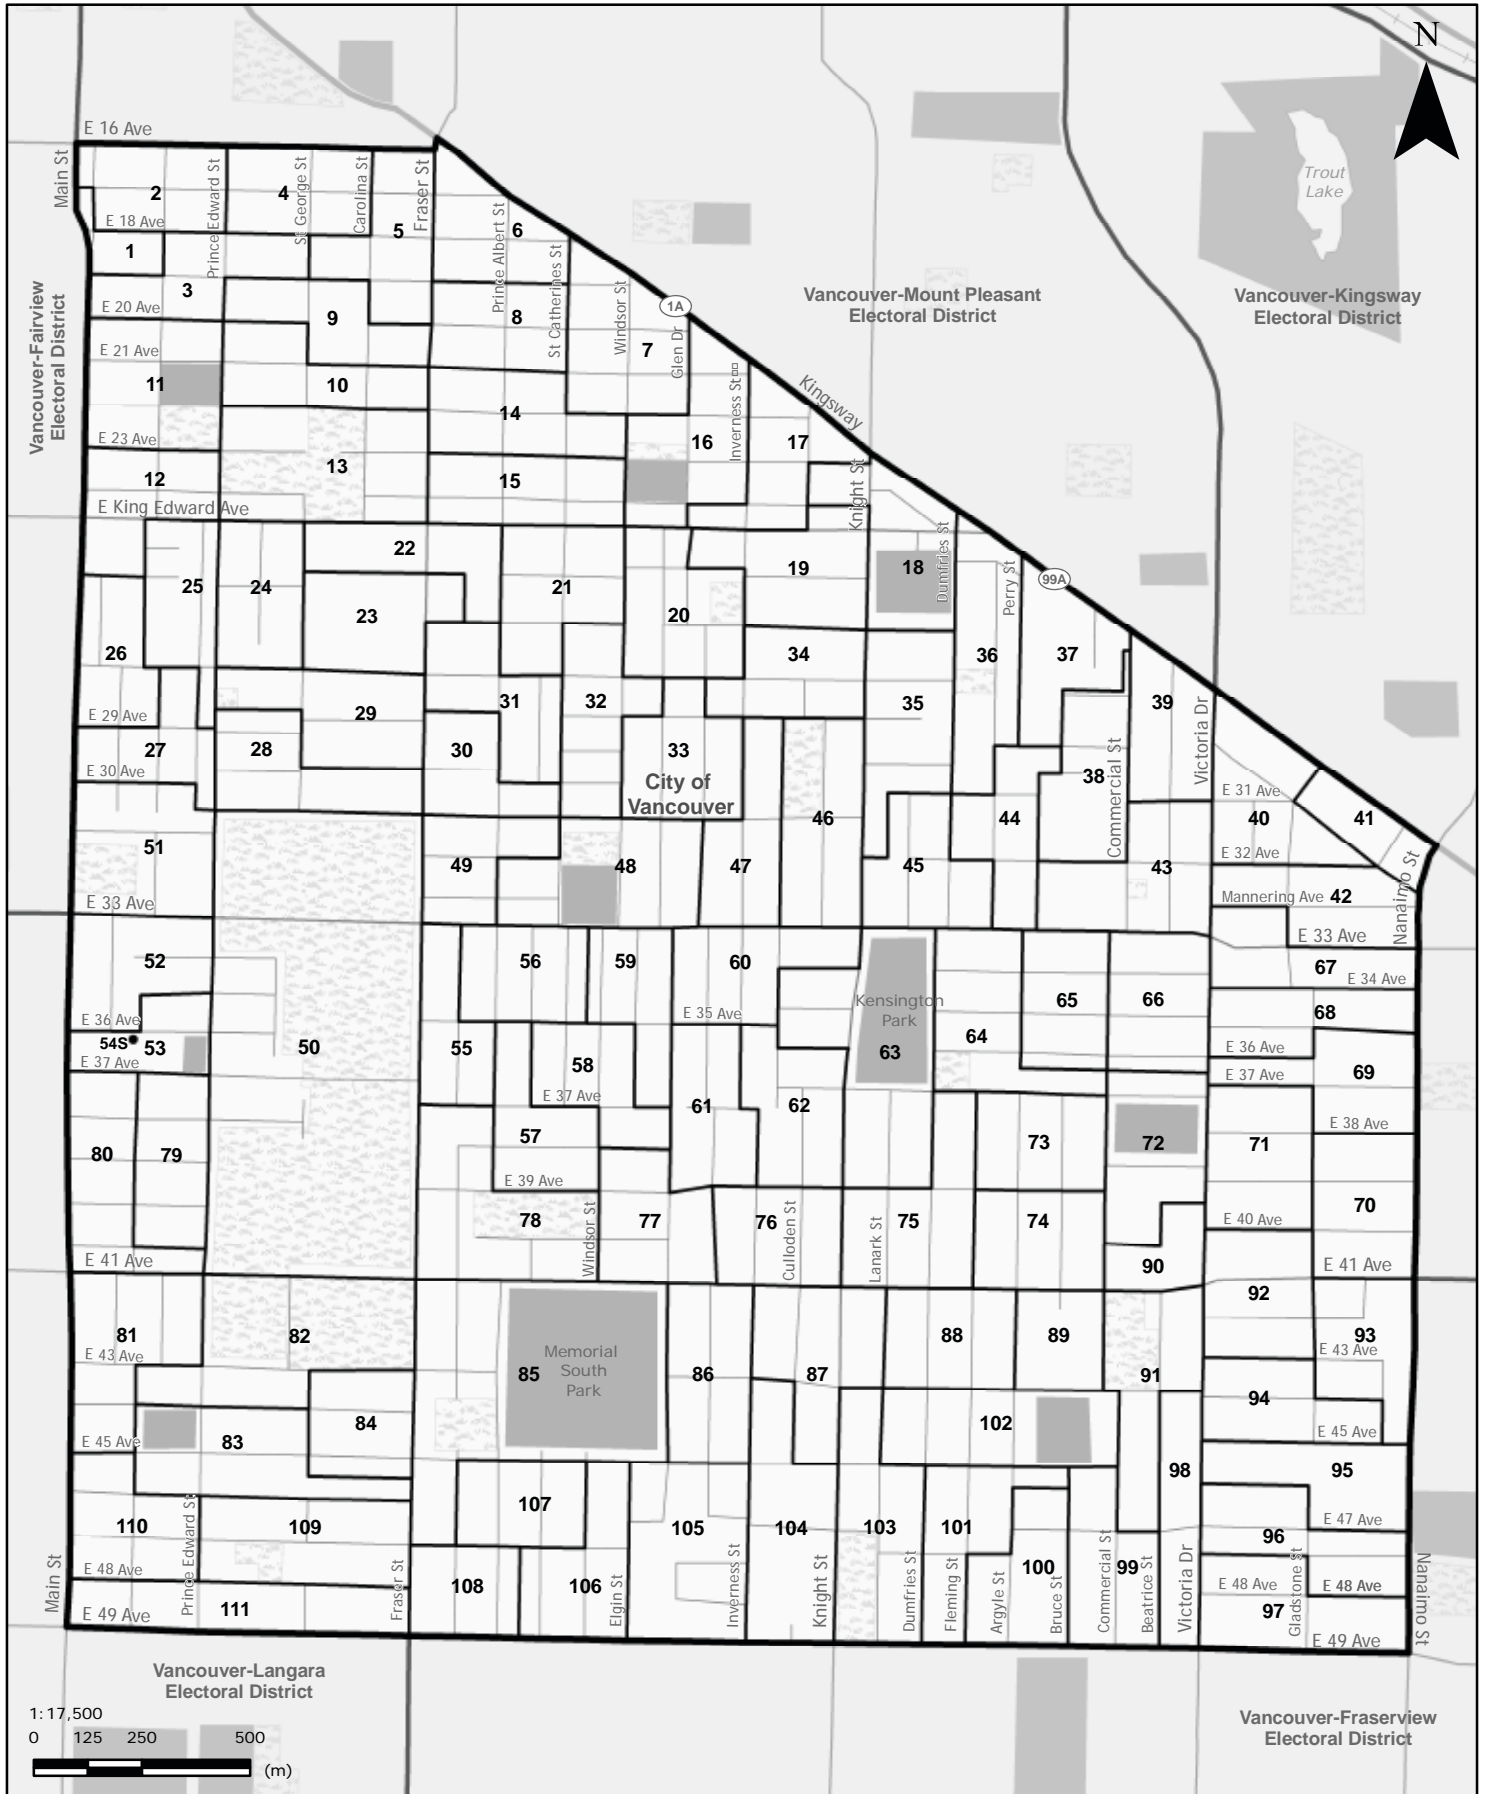 N
E 16 Ave
Main St
Prince Edward St
St George St
Carolina St
Fraser St
2
4
5
E 18 Ave
1
Prince Albert St
6
St Catherines St
Trout
Lake
Vancouver-Fairview
Electoral District
3
E 20 Ave
9
8
Windsor St
7
Glen Dr
1A
Vancouver-Mount Pleasant
Electoral District
Vancouver-Kingsway
Electoral District
E 21 Ave
11
10
14
Inverness St
Kingsway
E 23 Ave
16
17
12
13
15
Knight St
E King Edward Ave
22
25
24
23
21
20
19
18
Dumfries St
Perry St
99A
26
34
36
37
E 29 Ave
29
31
32
35
39
Victoria Dr
27
28
30
33
E 30 Ave
City of
Vancouver
38
Commercial St
E 31 Ave
40
41
51
46
44
E 32 Ave
49
48
47
45
43
Mannering Ave
42
Nanaimo St
E 33 Ave
E 33 Ave
52
56
59
60
67
E 34 Ave
E 36 Ave
E 35 Ave
Kensington
Park
65
66
68
54S
53
50
55
58
63
64
E 36 Ave
E 37 Ave
E 37 Ave
E 37 Ave
69
61
62
57
E 38 Ave
80
79
73
72
71
E 39 Ave
78
Windsor St
77
76
Culloden St
Lanark St
75
74
E 40 Ave
70
E 41 Ave
90
E 41 Ave
92
81
82
E 43 Ave
85
Memorial
South
Park
86
87
88
89
91
93
E 43 Ave
94
84
102
E 45 Ave
83
E 45 Ave
98
95
107
110
Prince Edward St
109
105
104
103
101
E 47 Ave
96
E 48 Ave
Main St
Fraser St
108
106
Elgin St
Inverness St
Knight St
Dumfries St
Fleming St
Argyle St
100
Bruce St
Commercial St
99
Beatrice St
Victoria Dr
E 48 Ave
Gladstone St
E 48 Ave
Nanaimo St
E 49 Ave
111
97
E 49 Ave
Vancouver-Langara
Electoral District
Vancouver-Fraserview
Electoral District
1:17,500
0 125 250 500
(m)